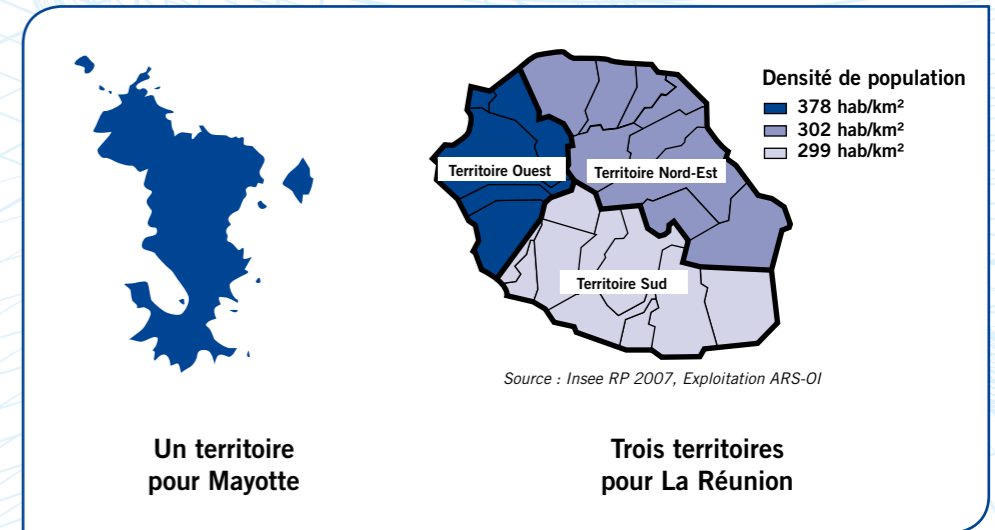 Densité de population
378 hab/km²
302 hab/km²
299 hab/km²
Territoire Ouest
Territoire Nord-Est
Territoire Sud
Source : Insee RP 2007, Exploitation ARS-OI
Un territoire
pour Mayotte
Trois territoires
pour La Réunion